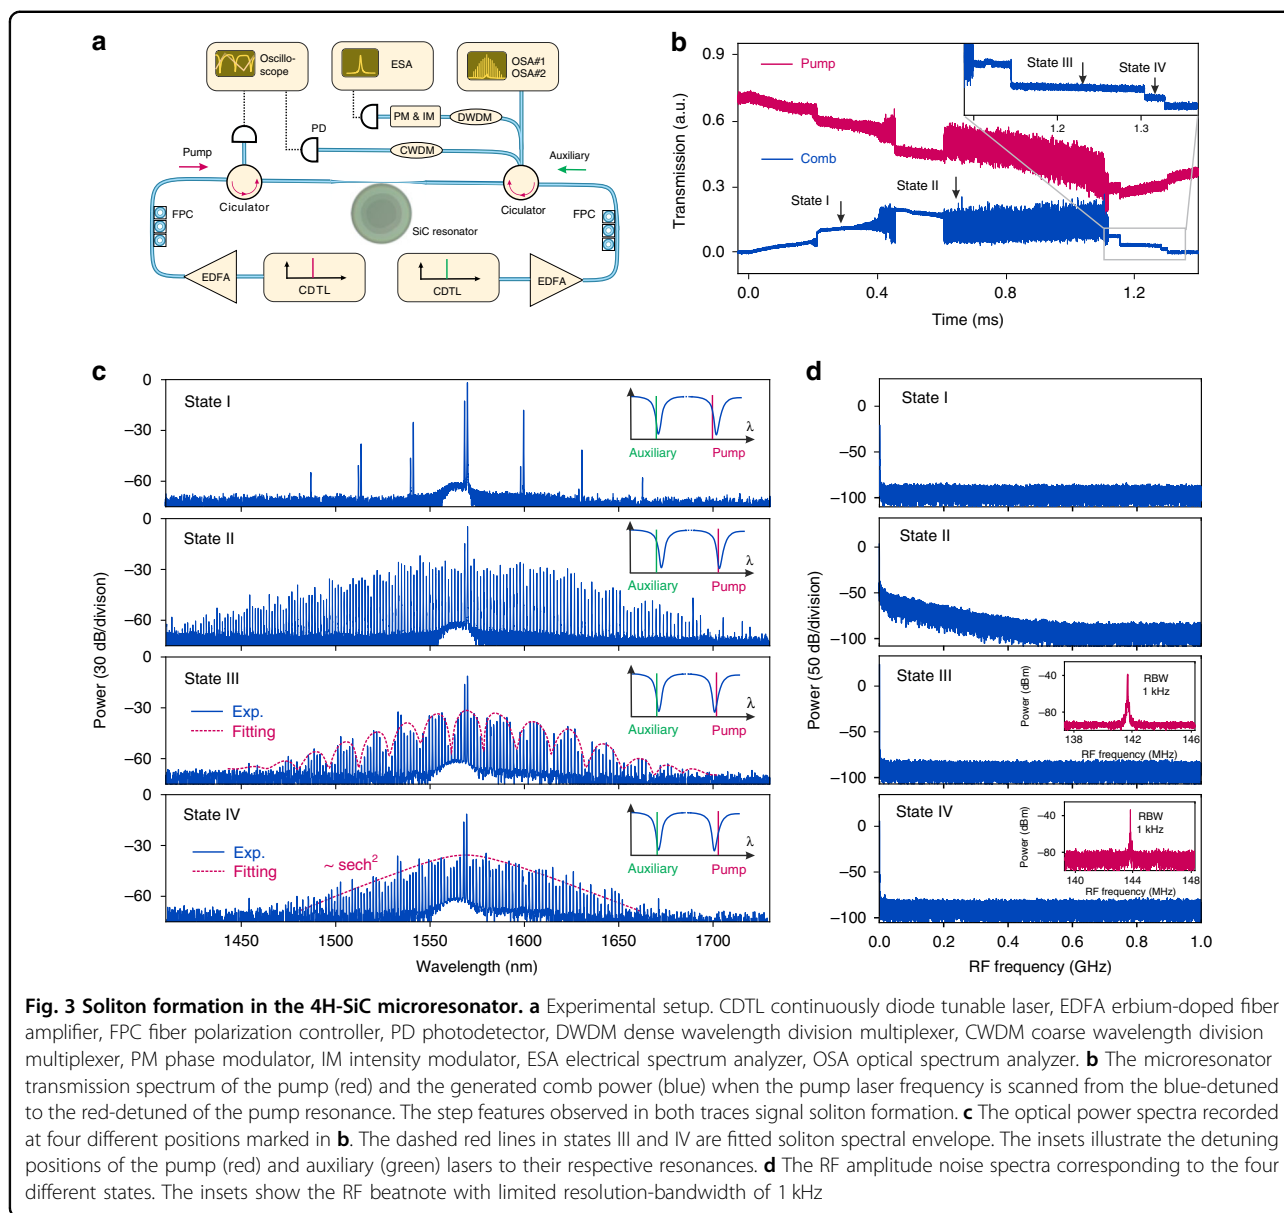 a
Oscillo-
scope
ESA
OSA#1
OSA#2
PM & IM
DWDM
PD
CWDM
Pump
Auxiliary
Ciculator
Ciculator
FPC
FPC
SiC resonator
EDFA
CDTL
CDTL
EDFA
b
Transmission (a.u.)
0.9
0.6
0.3
0.0
Pump
Comb
State I
State II
State III
State IV
1.2
1.3
0.0
0.4
0.8
1.2
Time (ms)
c
Power (30 dB/divison)
0
−30
−60
State I
Auxiliary
Pump
λ
0
−30
−60
State II
Auxiliary
Pump
λ
0
−30
−60
State III
Exp.
Fitting
Auxiliary
Pump
λ
0
−30
−60
State IV
Exp.
Fitting
~ sech²
Auxiliary
Pump
λ
1450
1500
1550
1600
1650
1700
Wavelength (nm)
d
Power (50 dB/division)
0
−50
−100
State I
0
−50
−100
State II
0
−50
−100
State III
Power (dBm)
−40
−80
RBW
1 kHz
138
142
146
RF frequency (MHz)
0
−50
−100
State IV
Power (dBm)
−40
−80
RBW
1 kHz
140
144
148
RF frequency (MHz)
0.0
0.2
0.4
0.6
0.8
1.0
RF frequency (GHz)
Fig. 3 Soliton formation in the 4H-SiC microresonator. a Experimental setup. CDTL continuously diode tunable laser, EDFA erbium-doped fiber
amplifier, FPC fiber polarization controller, PD photodetector, DWDM dense wavelength division multiplexer, CWDM coarse wavelength division
multiplexer, PM phase modulator, IM intensity modulator, ESA electrical spectrum analyzer, OSA optical spectrum analyzer. b The microresonator
transmission spectrum of the pump (red) and the generated comb power (blue) when the pump laser frequency is scanned from the blue-detuned
to the red-detuned of the pump resonance. The step features observed in both traces signal soliton formation. c The optical power spectra recorded
at four different positions marked in b. The dashed red lines in states III and IV are fitted soliton spectral envelope. The insets illustrate the detuning
positions of the pump (red) and auxiliary (green) lasers to their respective resonances. d The RF amplitude noise spectra corresponding to the four
different states. The insets show the RF beatnote with limited resolution-bandwidth of 1 kHz